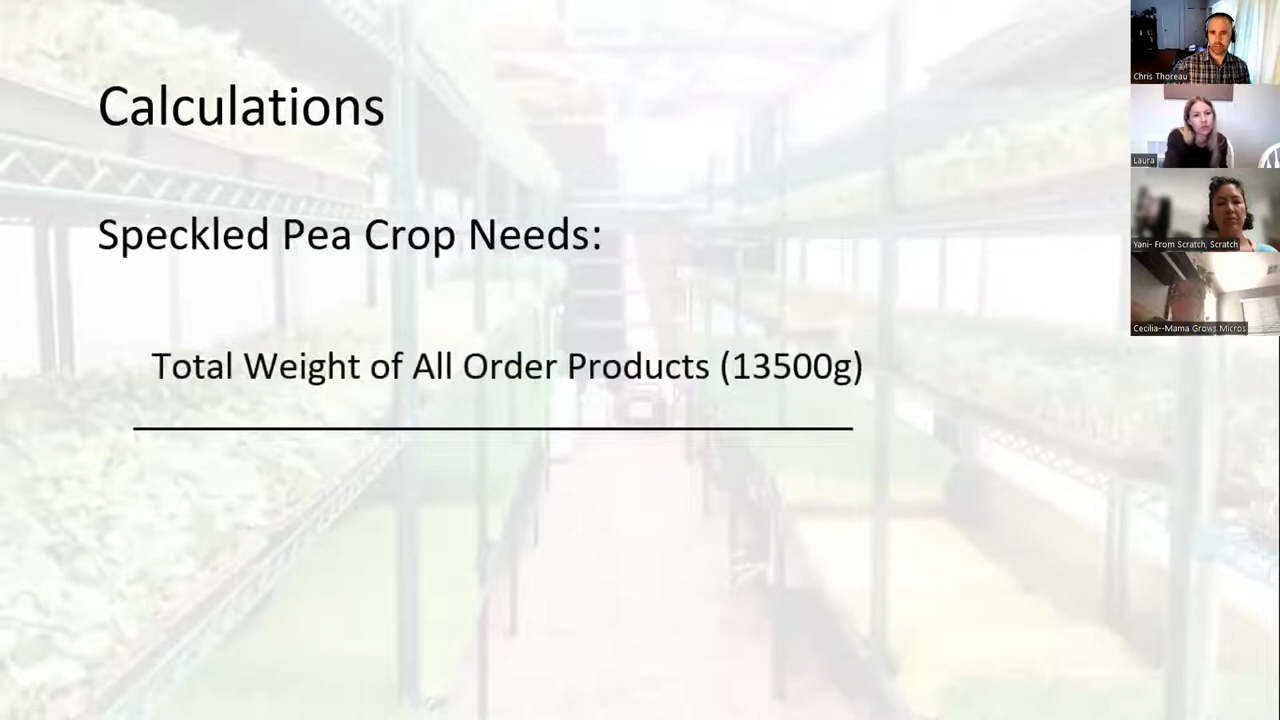 Calculations
Speckled Pea Crop Needs:
Total Weight of All Order Products (13500g)
Chris Thoreau
Laura
Yani- From Scratch, Scratch
Cecilia--Mama Grows Micros